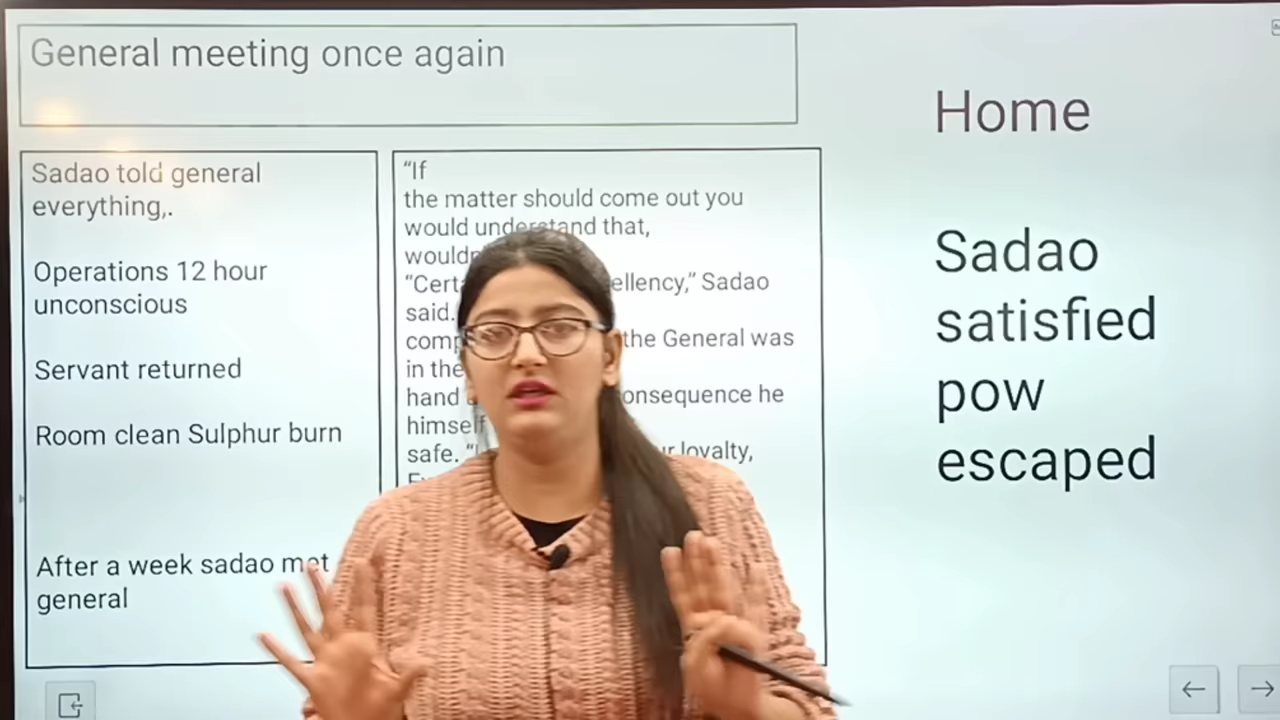 General meeting once again
Sadao told general
everything,.
Operations 12 hour
unconscious
Servant returned
Room clean Sulphur burn
After a week sadao met
general
“If
the matter should come out you
would understand that,
“Cert ellency,” Sadao
said.
the General was
in the
hand onsequence he
himself
safe. loyalty,
Home
Sadao
satisfied
pow
escaped